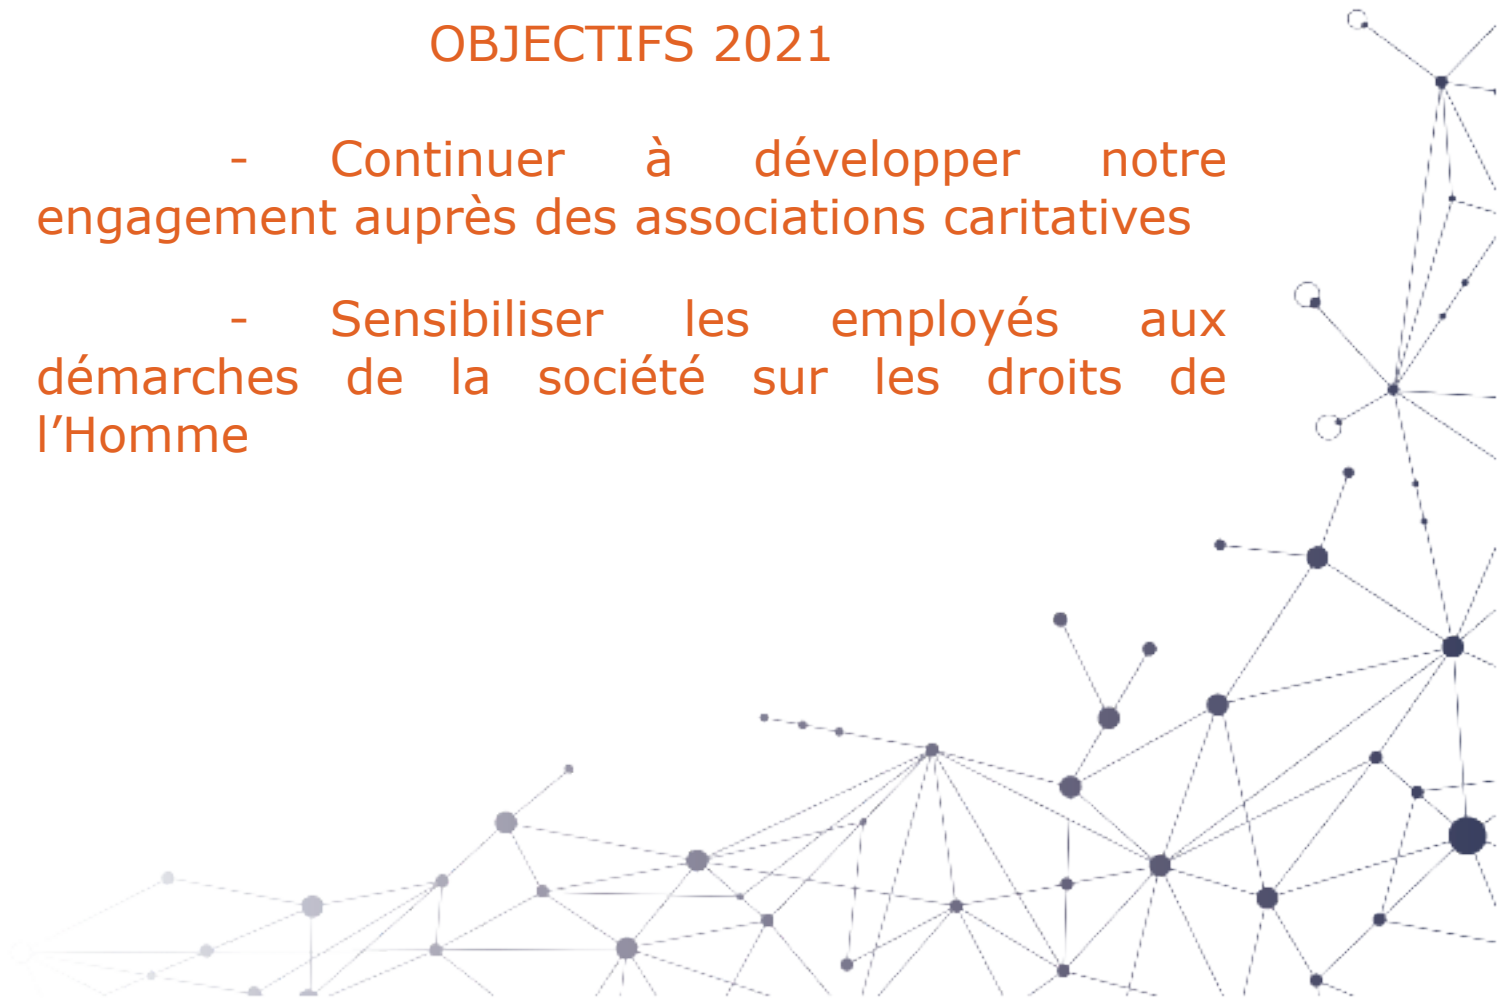 OBJECTIFS 2021
- Continuer à développer notre
engagement auprès des associations caritatives
- Sensibiliser les employés aux
démarches de la société sur les droits de
l’Homme